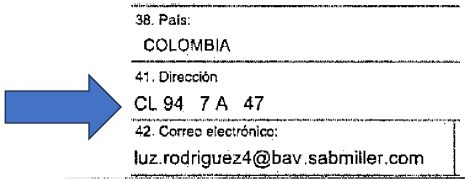 38. País:
COLOMBIA
41. Dirección
CL 94 7 A 47
42. Correo electrónico:
luz.rodriguez4@bav.sabmiller.com